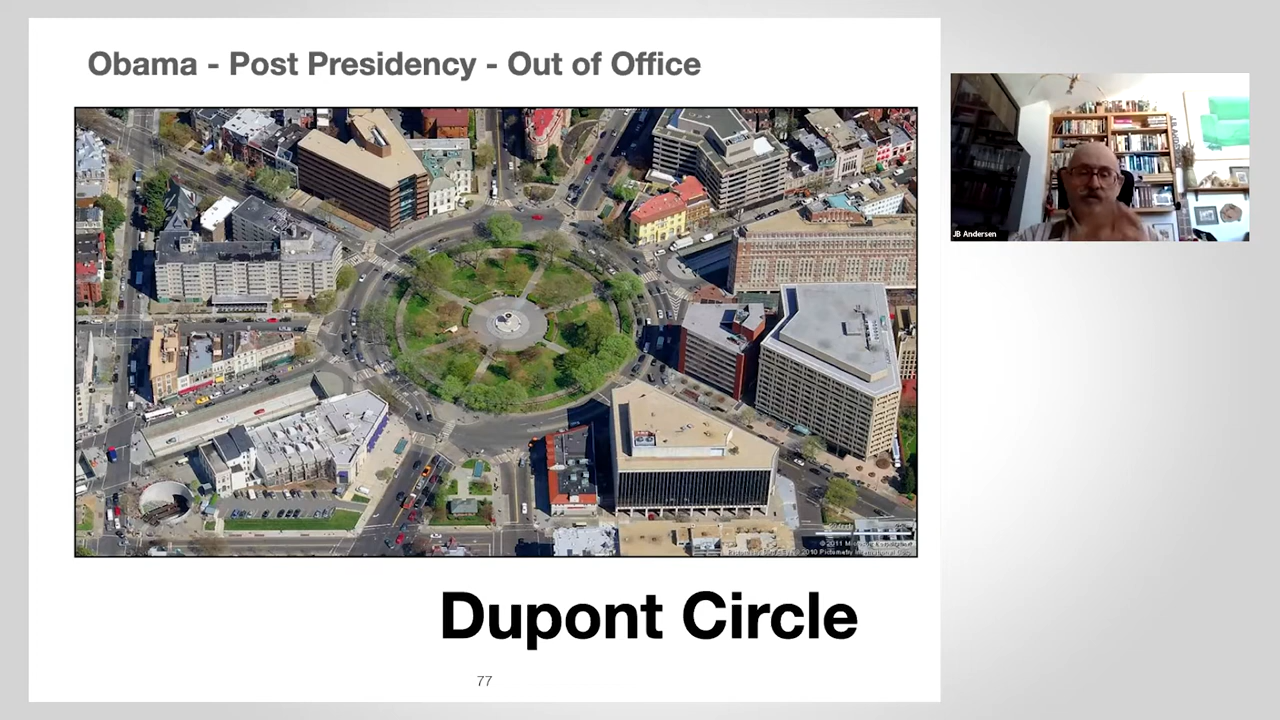 Obama - Post Presidency - Out of Office
JB Andersen
Dupont Circle
77